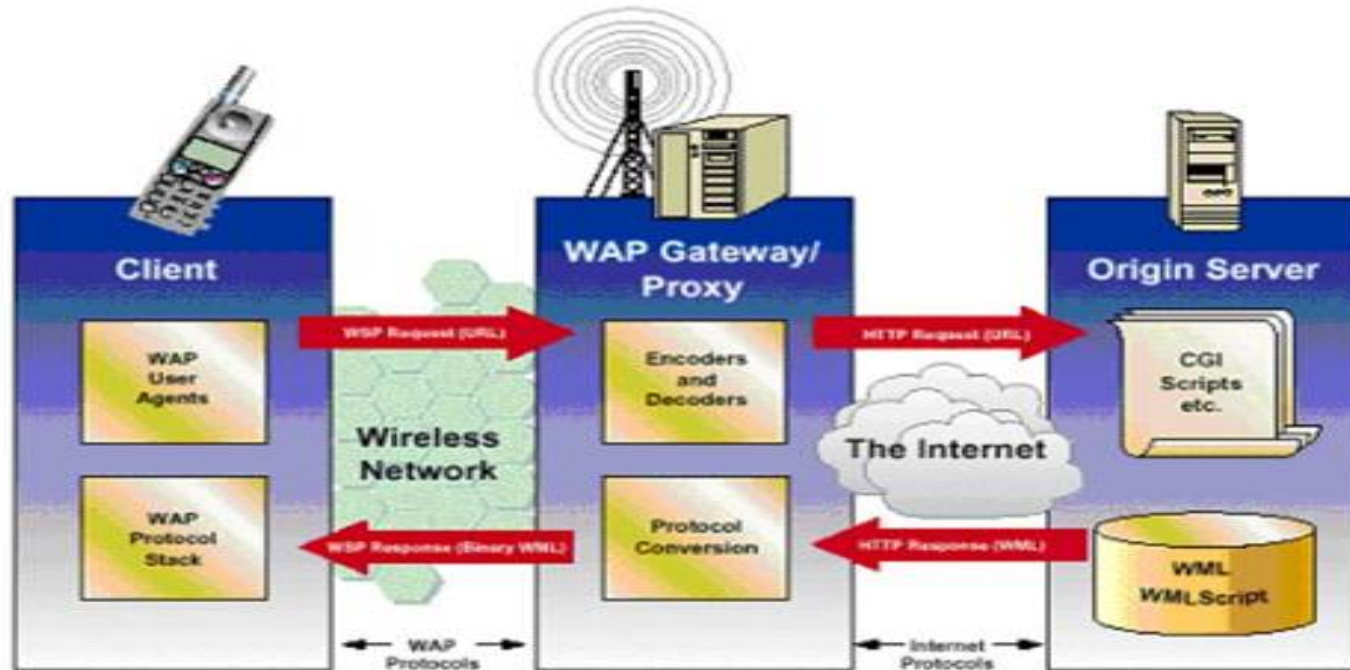 Client
WAP
User
Agents
WAP
Protocol
Stack
WSP Request (URL)
Wireless
Network
WSP Response (Binary WML)
WAP
Protocols
WAP Gateway/
Proxy
Encoders
and
Decoders
Protocol
Conversion
HTTP Request (URL)
The Internet
HTTP Response (WML)
Internet
Protocols
Origin Server
CGI
Scripts
etc.
WML
WMLScript